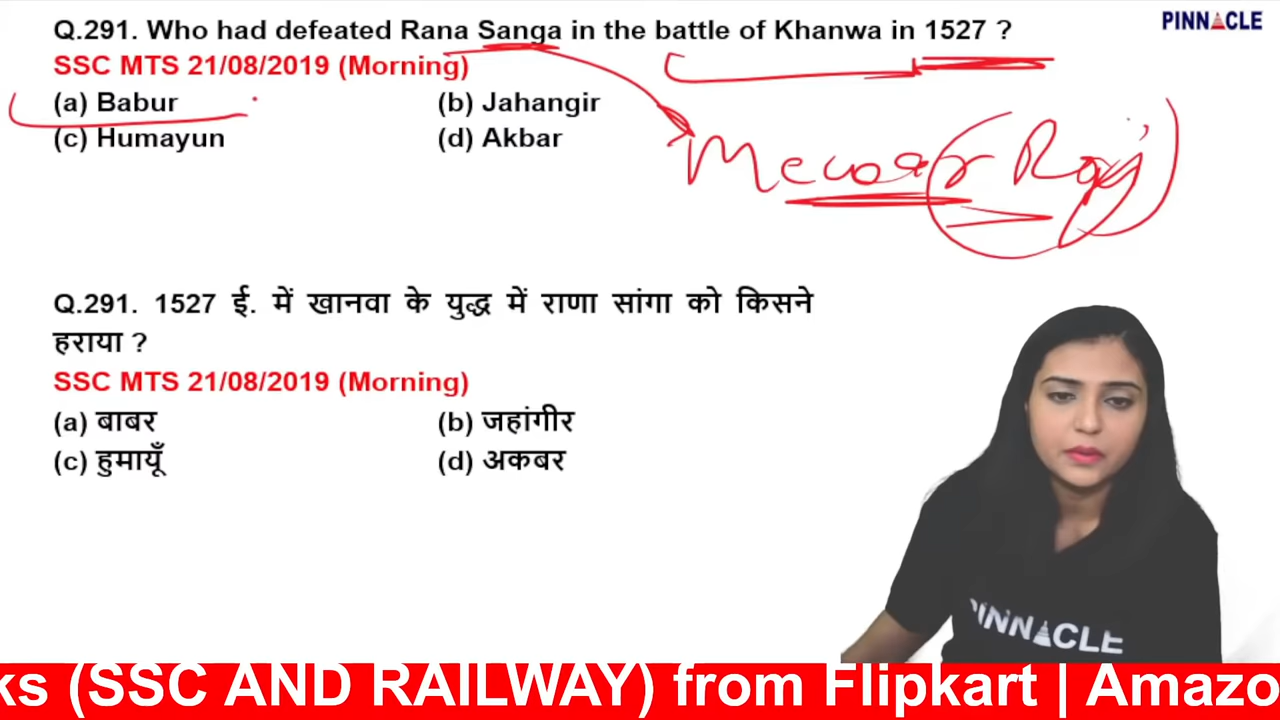 Q.291. Who had defeated Rana Sanga in the battle of Khanwa in 1527 ?
PINNACLE
SSC MTS 21/08/2019 (Morning)
(a) Babur (b) Jahangir
(c) Humayun (d) Akbar
Mewar (Raj)
Q.291. 1527 ई. में खानवा के युद्ध में राणा सांगा को किसने
हराया ?
SSC MTS 21/08/2019 (Morning)
(a) बाबर (b) जहांगीर
(c) हुमायूँ (d) अकबर
PINNACLE
ks (SSC AND RAILWAY) from Flipkart | Amazo